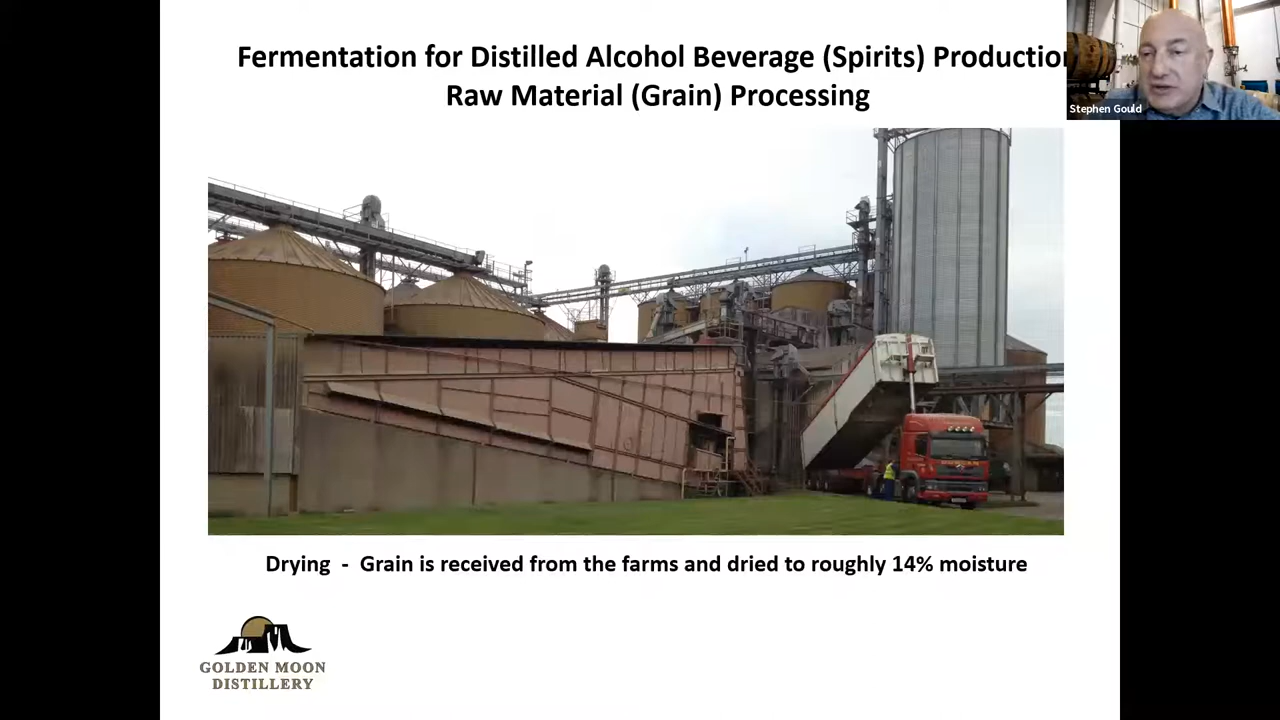 Fermentation for Distilled Alcohol Beverage (Spirits) Production
Raw Material (Grain) Processing
Stephen Gould
Drying - Grain is received from the farms and dried to roughly 14% moisture
GOLDEN MOON
DISTILLERY